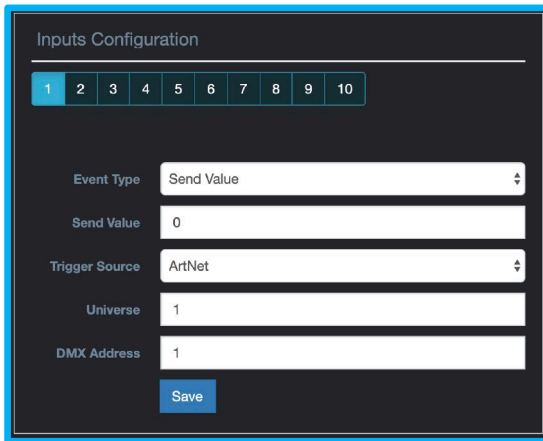 Inputs Configuration
1 2 3 4 5 6 7 8 9 10
Event Type Send Value
Send Value 0
Trigger Source ArtNet
Universe 1
DMX Address 1
Save